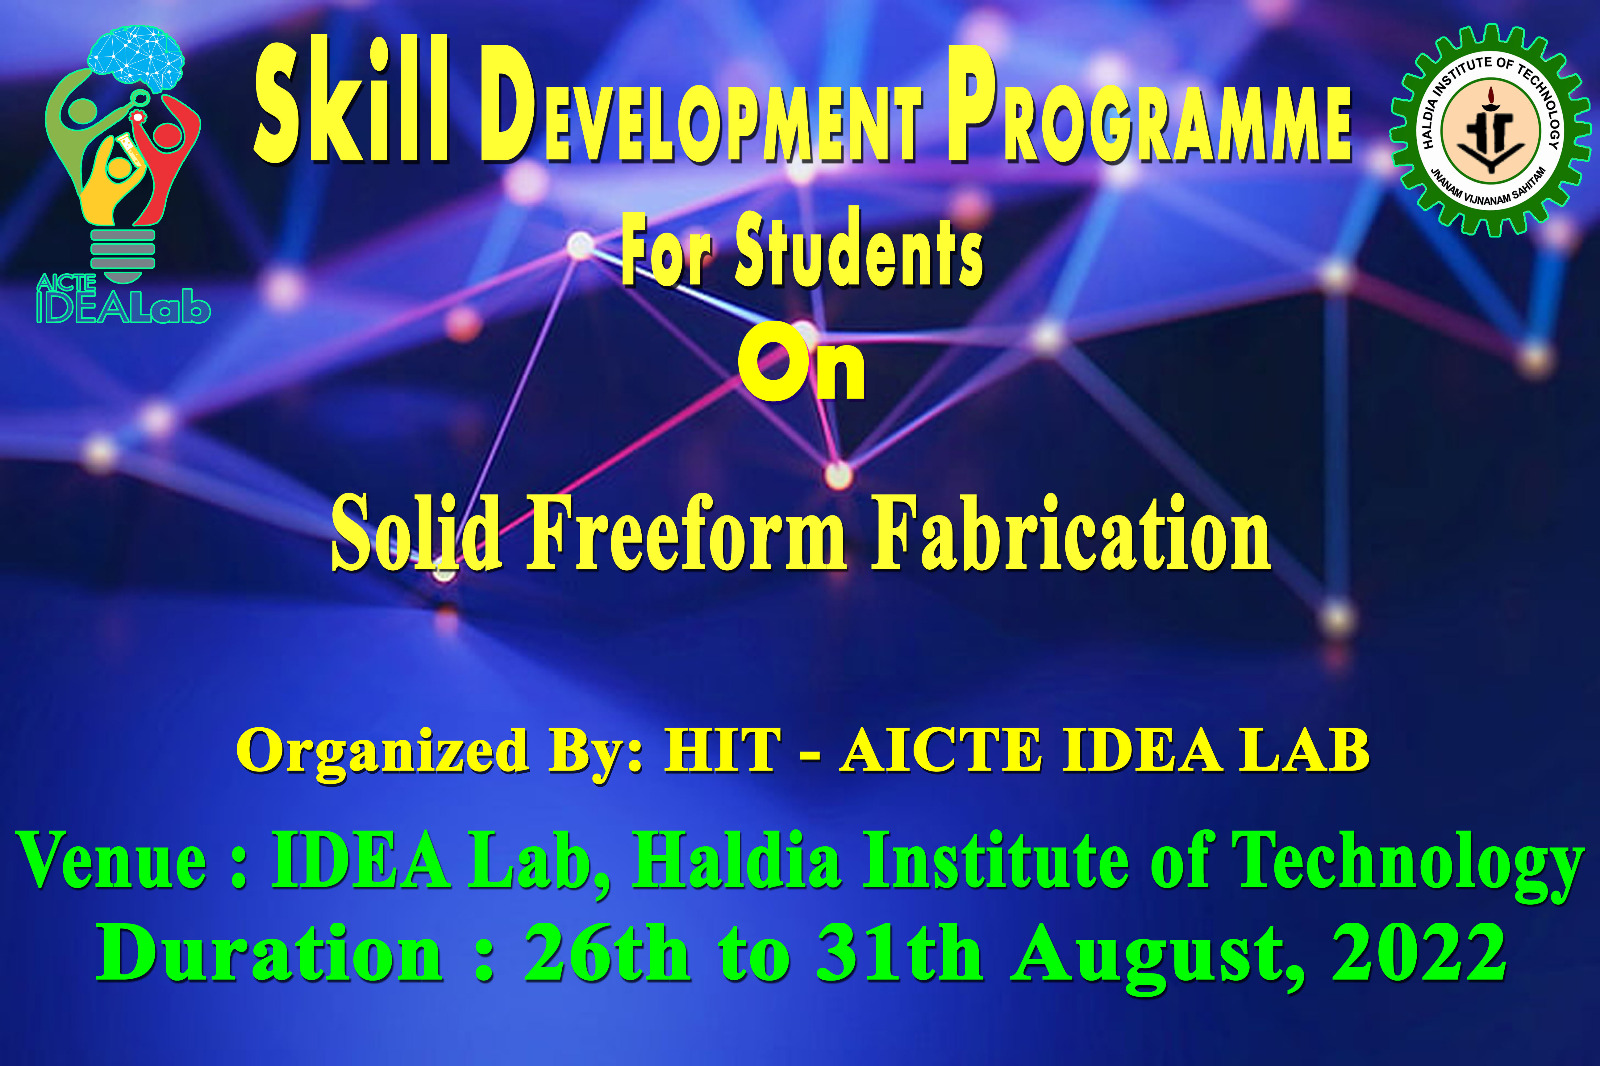 Skill DEVELOPMENT PROGRAMME
For Students
On
Solid Freeform Fabrication
Organized By: HIT - AICTE IDEA LAB
Venue : IDEA Lab, Haldia Institute of Technology
Duration : 26th to 31th August, 2022
AICTE
IDEALab
HALDIA INSTITUTE OF TECHNOLOGY
JNANAM VIJNANAM SAHITAM